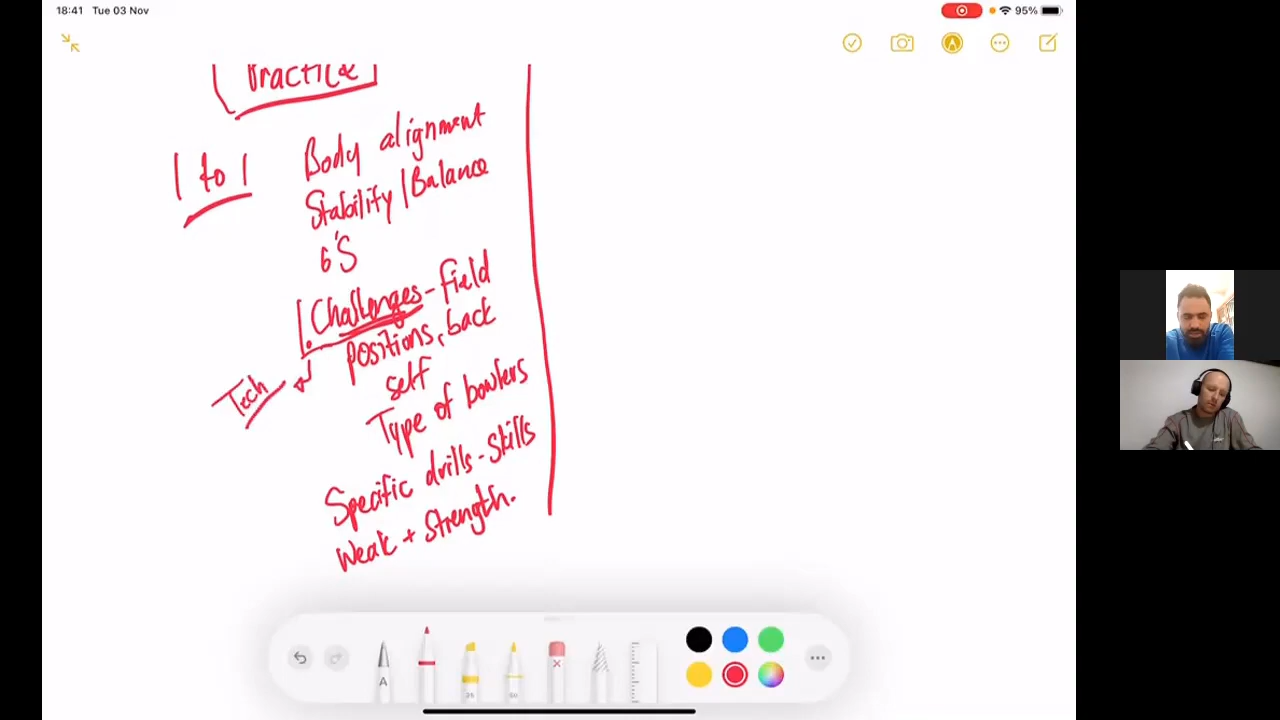 18:41 Tue 03 Nov
95%
Practice
1 to 1
Body alignment
Stability/Balance
6'S
Challenges - field
positions, back
self
Tech
Type of bowlers
Specific drills - skills
Weak + Strength.
A